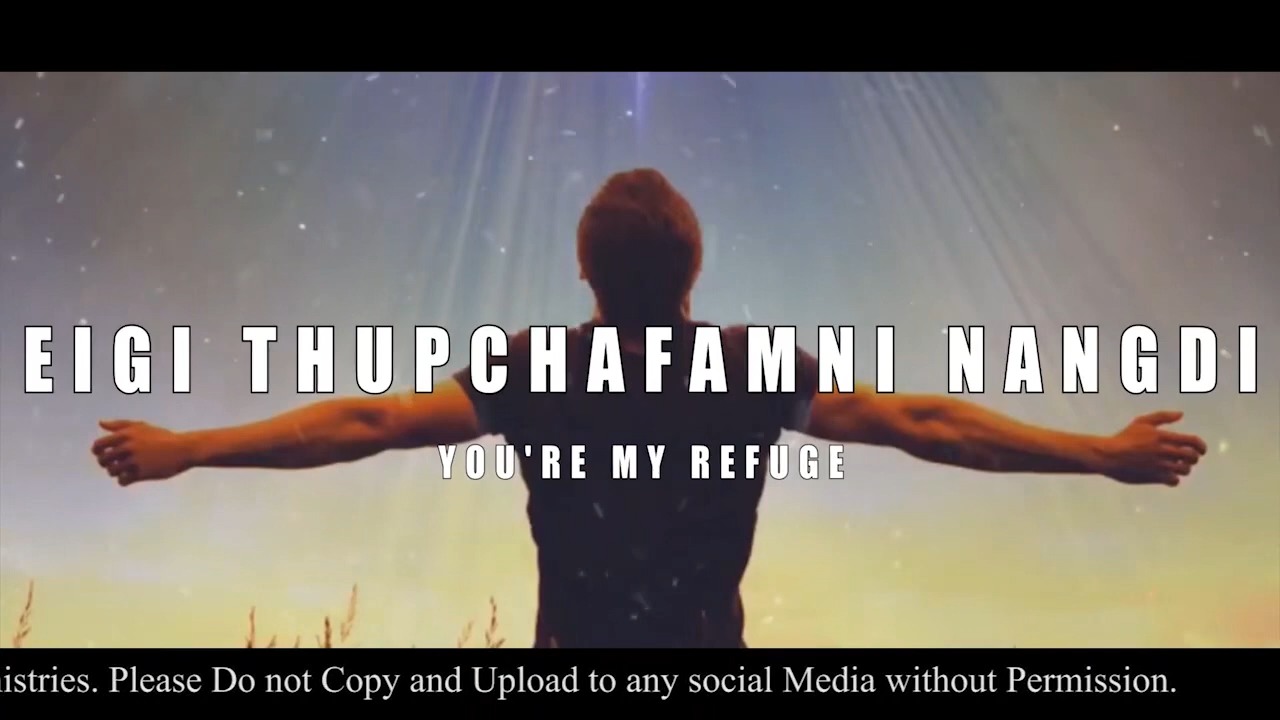 EIGI THUPCHAFAMNI NANGDI
YOU'RE MY REFUGE
istries. Please Do not Copy and Upload to any social Media without Permission.